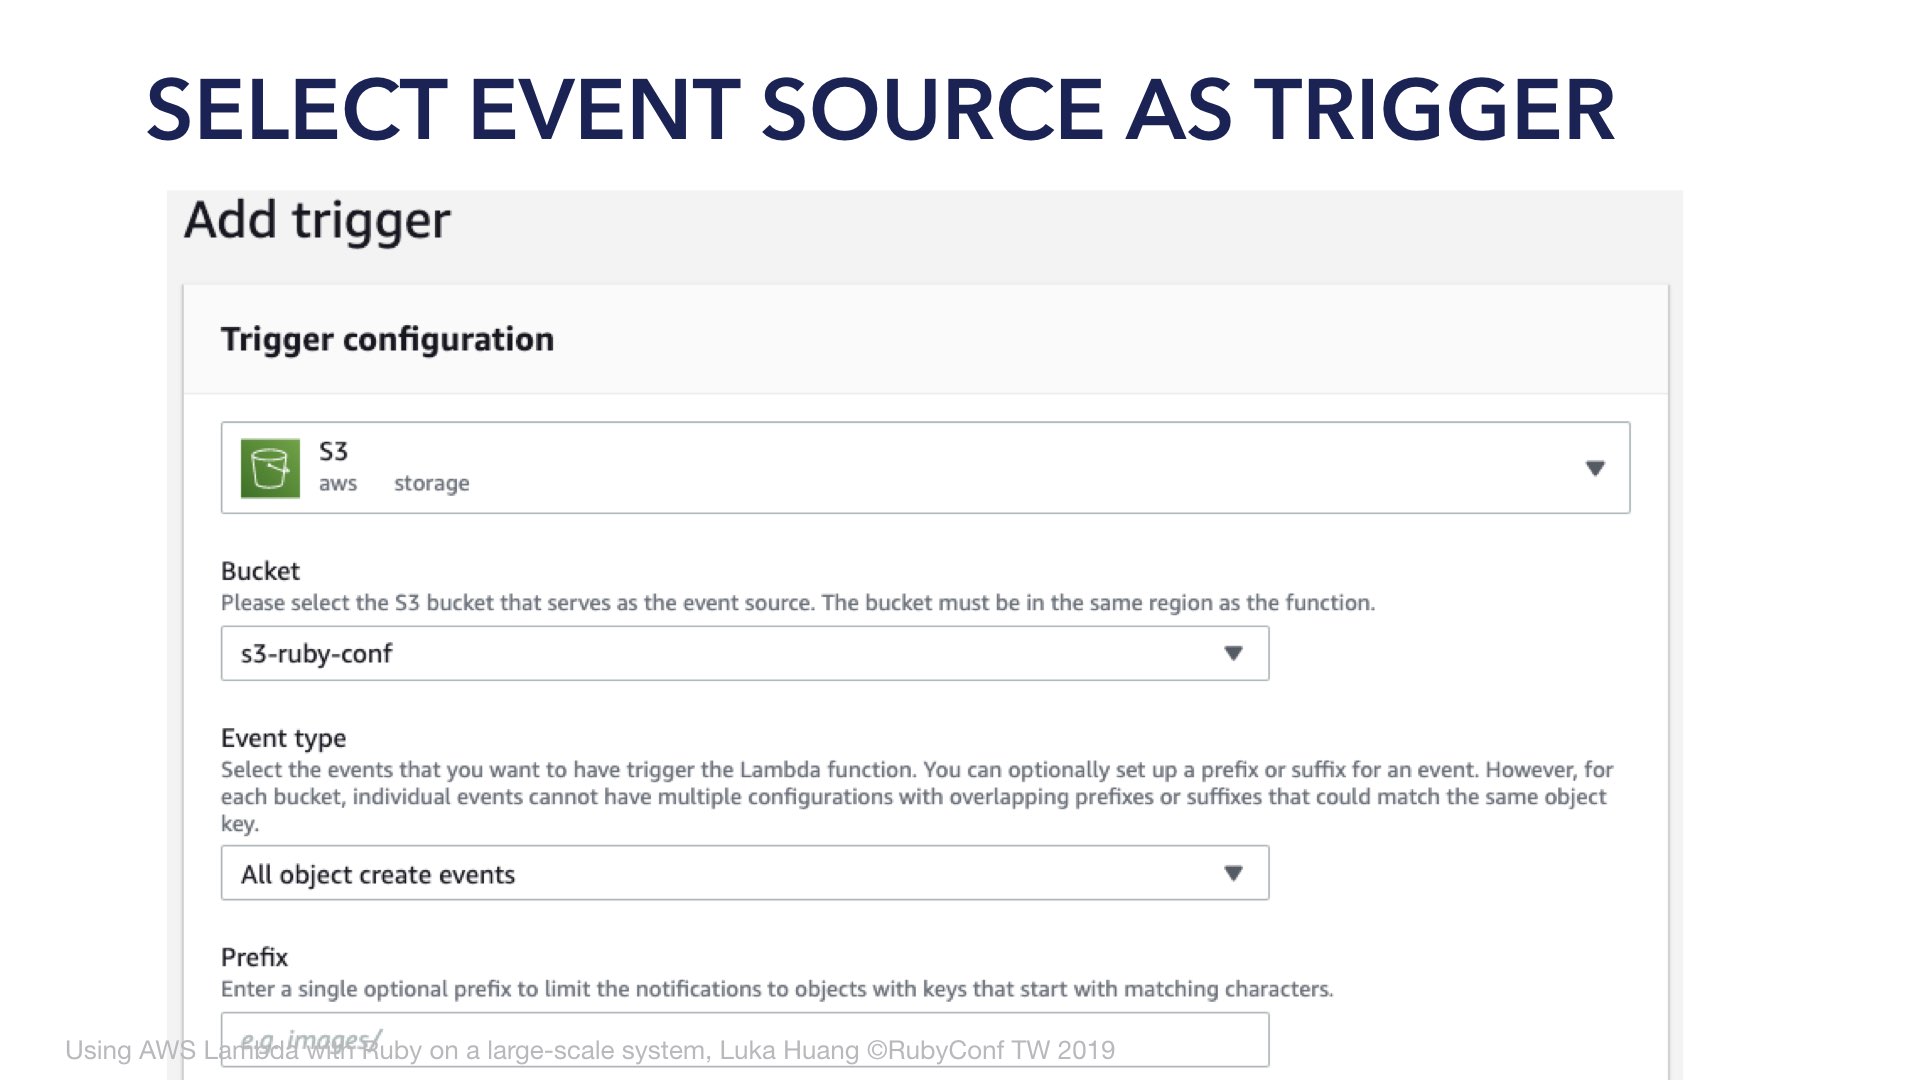 SELECT EVENT SOURCE AS TRIGGER
Add trigger
Trigger configuration
S3
aws storage
Bucket
Please select the S3 bucket that serves as the event source. The bucket must be in the same region as the function.
s3-ruby-conf
Event type
Select the events that you want to have trigger the Lambda function. You can optionally set up a prefix or suffix for an event. However, for
each bucket, individual events cannot have multiple configurations with overlapping prefixes or suffixes that could match the same object
key.
All object create events
Prefix
Enter a single optional prefix to limit the notifications to objects with keys that start with matching characters.
e.g. images/
Using AWS Lambda with Ruby on a large-scale system, Luka Huang ©RubyConf TW 2019